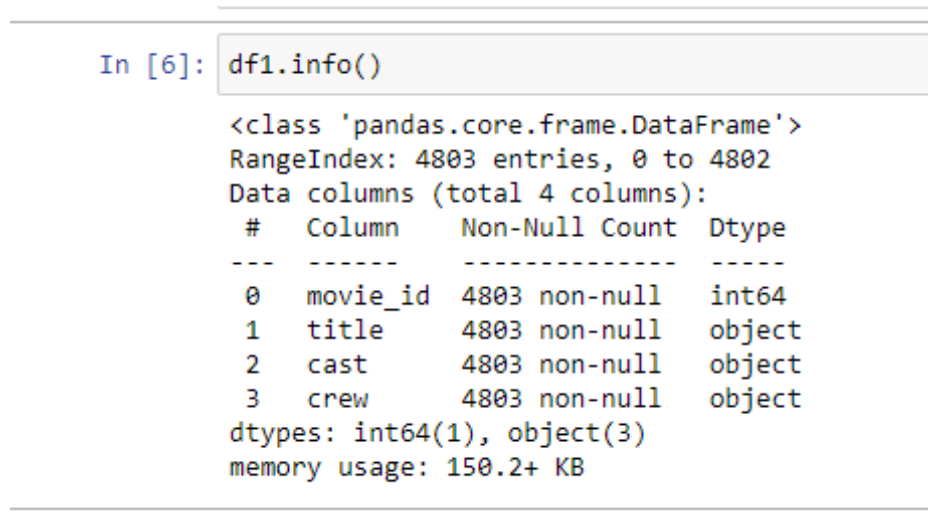 In [6]: df1.info()
<class 'pandas.core.frame.DataFrame'>
RangeIndex: 4803 entries, 0 to 4802
Data columns (total 4 columns):
 #   Column    Non-Null Count  Dtype
---  ------    --------------  -----
 0   movie_id  4803 non-null   int64
 1   title     4803 non-null   object
 2   cast      4803 non-null   object
 3   crew      4803 non-null   object
dtypes: int64(1), object(3)
memory usage: 150.2+ KB